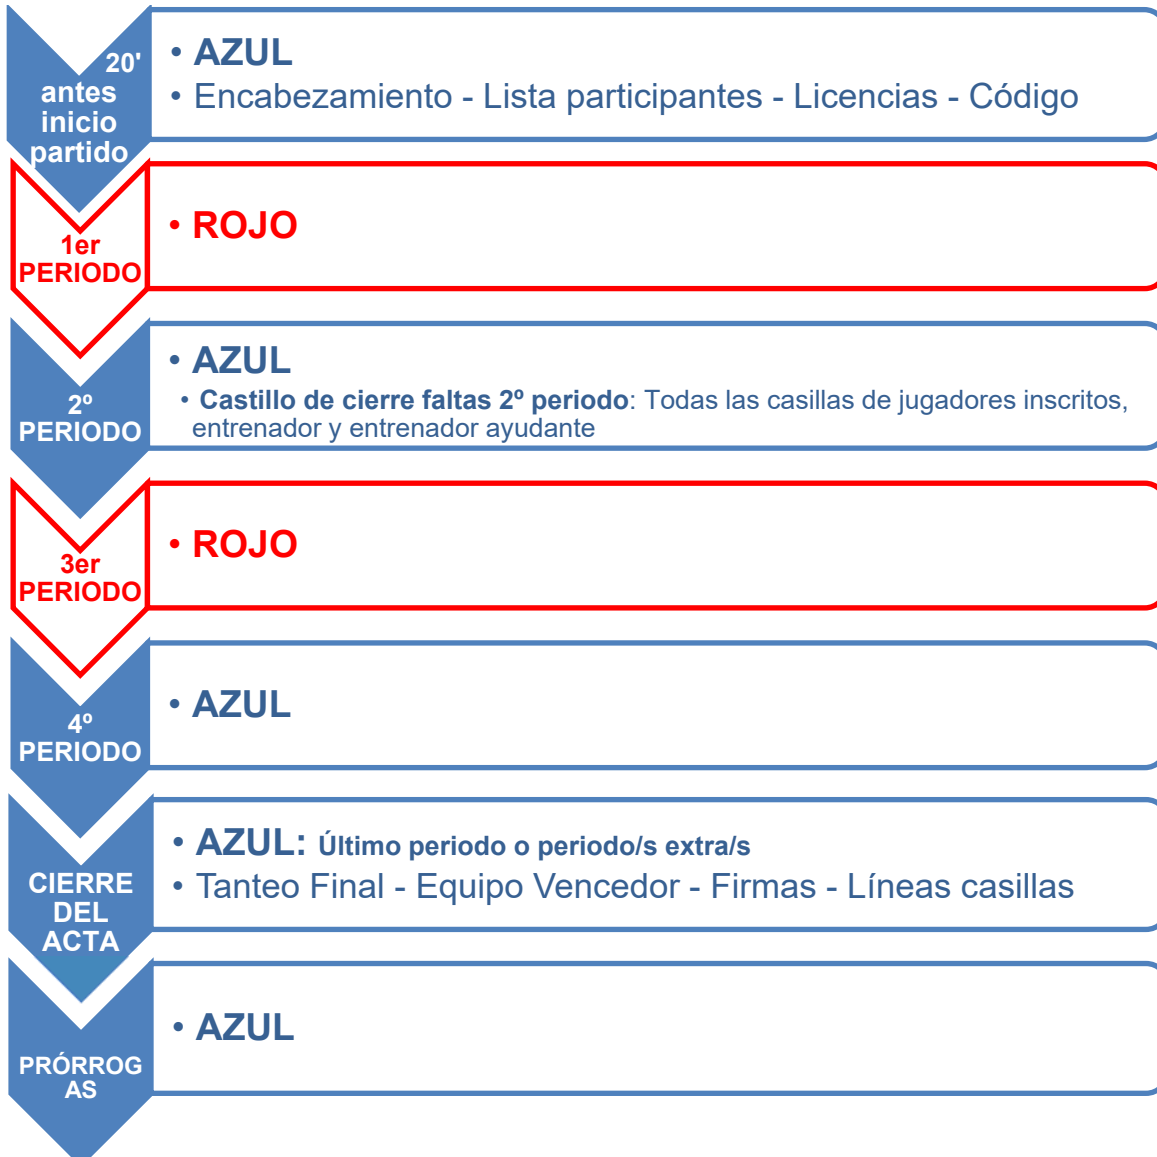 20'
antes
inicio
partido
• AZUL
• Encabezamiento - Lista participantes - Licencias - Código
1er
PERIODO
• ROJO
2º
PERIODO
• AZUL
• Castillo de cierre faltas 2º periodo: Todas las casillas de jugadores inscritos,
entrenador y entrenador ayudante
3er
PERIODO
• ROJO
4º
PERIODO
• AZUL
CIERRE
DEL
ACTA
• AZUL: Último periodo o periodo/s extra/s
• Tanteo Final - Equipo Vencedor - Firmas - Líneas casillas
PRÓRROG
AS
• AZUL